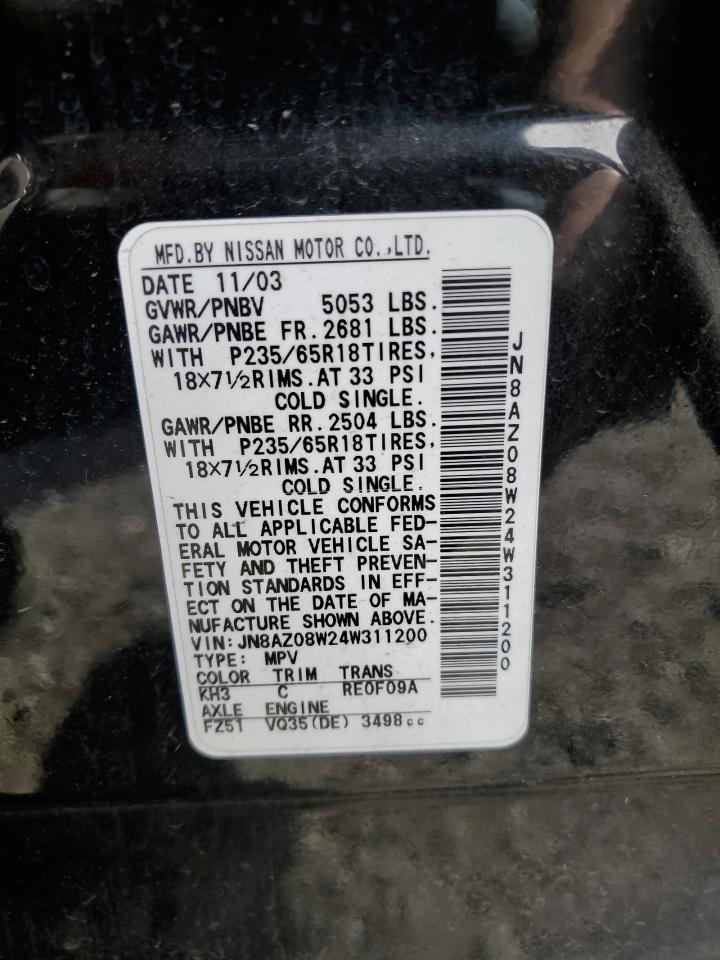 MFD.BY NISSAN MOTOR CO.,LTD.
DATE 11/03
GVWR/PNBV 5053 LBS.
GAWR/PNBE FR.2681 LBS.
WITH P235/65R18TIRES,
18X7½RIMS.AT 33 PSI
COLD SINGLE.
GAWR/PNBE RR.2504 LBS.
WITH P235/65R18TIRES,
18X7½RIMS.AT 33 PSI
COLD SINGLE.
THIS VEHICLE CONFORMS
TO ALL APPLICABLE FED-
ERAL MOTOR VEHICLE SA-
FETY AND THEFT PREVEN-
TION STANDARDS IN EFF-
ECT ON THE DATE OF MA-
NUFACTURE SHOWN ABOVE.
VIN:JN8AZ08W24W311200
TYPE: MPV
COLOR TRIM TRANS
KH3 C RE0F09A
AXLE ENGINE
FZ51 VQ35(DE) 3498cc
JN8AZ08W24W311200